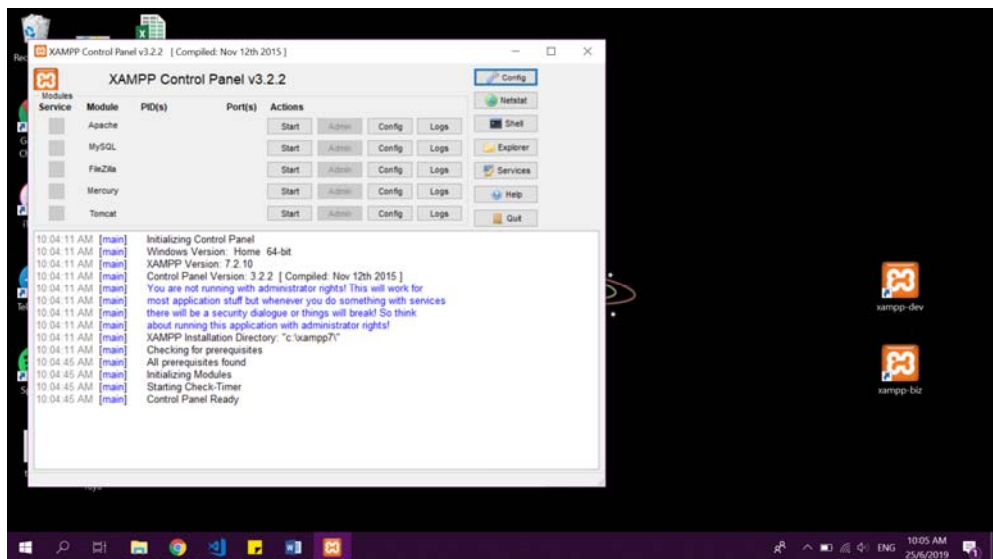 XAMPP Control Panel v3.2.2 [ Compiled: Nov 12th 2015 ]
XAMPP Control Panel v3.2.2
Modules
Service Module PID(s) Port(s) Actions
Apache Start Admin Config Logs
MySQL Start Admin Config Logs
FileZilla Start Admin Config Logs
Mercury Start Admin Config Logs
Tomcat Start Admin Config Logs
Config
Netstat
Shell
Explorer
Services
Help
Quit
10:04:11 AM [main] Initializing Control Panel
10:04:11 AM [main] Windows Version: Home 64-bit
10:04:11 AM [main] XAMPP Version: 7.2.10
10:04:11 AM [main] Control Panel Version: 3.2.2 [ Compiled: Nov 12th 2015 ]
10:04:11 AM [main] You are not running with administrator rights! This will work for
10:04:11 AM [main] most application stuff but whenever you do something with services
10:04:11 AM [main] there will be a security dialogue or things will break! So think
10:04:11 AM [main] about running this application with administrator rights!
10:04:11 AM [main] XAMPP Installation Directory: "c:\xampp7\"
10:04:11 AM [main] Checking for prerequisites
10:04:45 AM [main] All prerequisites found
10:04:45 AM [main] Initializing Modules
10:04:45 AM [main] Starting Check-Timer
10:04:45 AM [main] Control Panel Ready
xampp-dev
xampp-biz
ENG
10:05 AM
25/6/2019